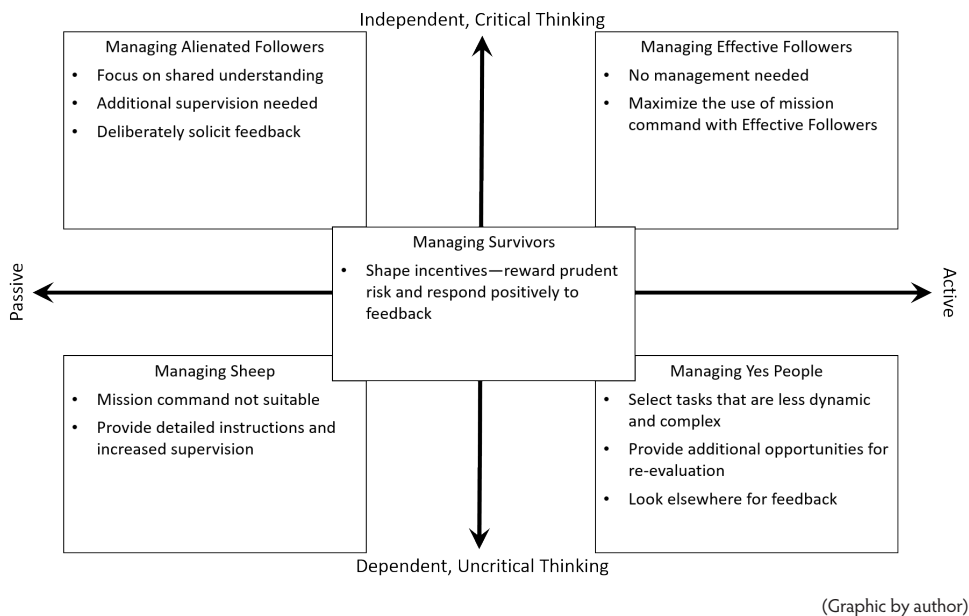 Independent, Critical Thinking
Managing Alienated Followers
• Focus on shared understanding
• Additional supervision needed
• Deliberately solicit feedback
Managing Effective Followers
• No management needed
• Maximize the use of mission
command with Effective Followers
Passive
Managing Survivors
• Shape incentives—reward prudent
risk and respond positively to
feedback
Active
Managing Sheep
• Mission command not suitable
• Provide detailed instructions and
increased supervision
Managing Yes People
• Select tasks that are less dynamic
and complex
• Provide additional opportunities for
re-evaluation
• Look elsewhere for feedback
Dependent, Uncritical Thinking
(Graphic by author)